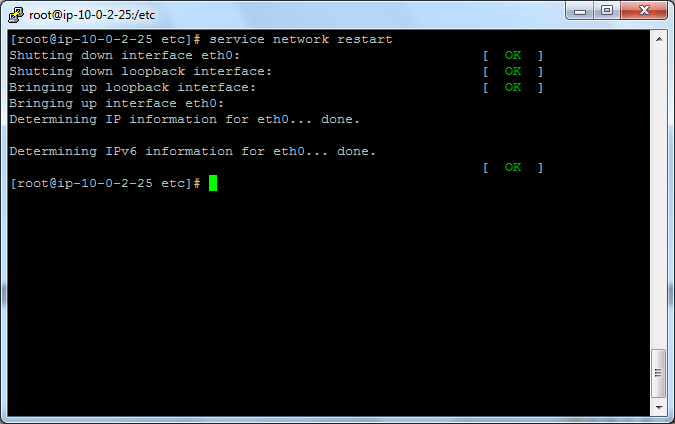 root@ip-10-0-2-25:/etc
[root@ip-10-0-2-25 etc]# service network restart
Shutting down interface eth0: [ OK ]
Shutting down loopback interface: [ OK ]
Bringing up loopback interface: [ OK ]
Bringing up interface eth0:
Determining IP information for eth0... done.
Determining IPv6 information for eth0... done.
[ OK ]
[root@ip-10-0-2-25 etc]#